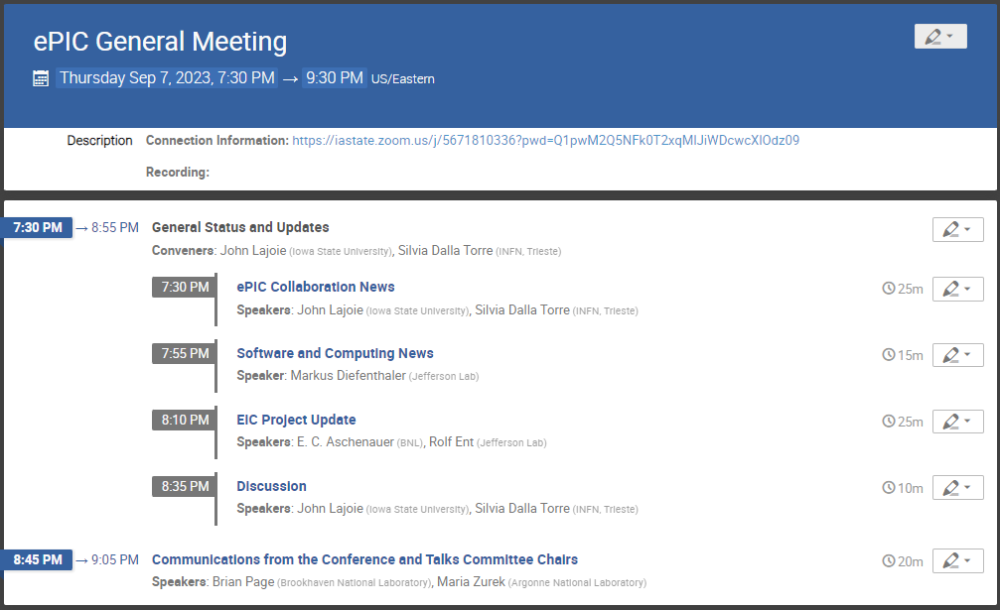 ePIC General Meeting
Thursday Sep 7, 2023, 7:30 PM → 9:30 PM US/Eastern
Description Connection Information: https://iastate.zoom.us/j/5671810336?pwd=Q1pwM2Q5NFk0T2xqMlJiWDcwcXlOdz09
Recording:
7:30 PM → 8:55 PM General Status and Updates
Conveners: John Lajoie (Iowa State University), Silvia Dalla Torre (INFN, Trieste)
7:30 PM ePIC Collaboration News 25m
Speakers: John Lajoie (Iowa State University), Silvia Dalla Torre (INFN, Trieste)
7:55 PM Software and Computing News 15m
Speaker: Markus Diefenthaler (Jefferson Lab)
8:10 PM EIC Project Update 25m
Speakers: E. C. Aschenauer (BNL), Rolf Ent (Jefferson Lab)
8:35 PM Discussion 10m
Speakers: John Lajoie (Iowa State University), Silvia Dalla Torre (INFN, Trieste)
8:45 PM → 9:05 PM Communications from the Conference and Talks Committee Chairs 20m
Speakers: Brian Page (Brookhaven National Laboratory), Maria Zurek (Argonne National Laboratory)